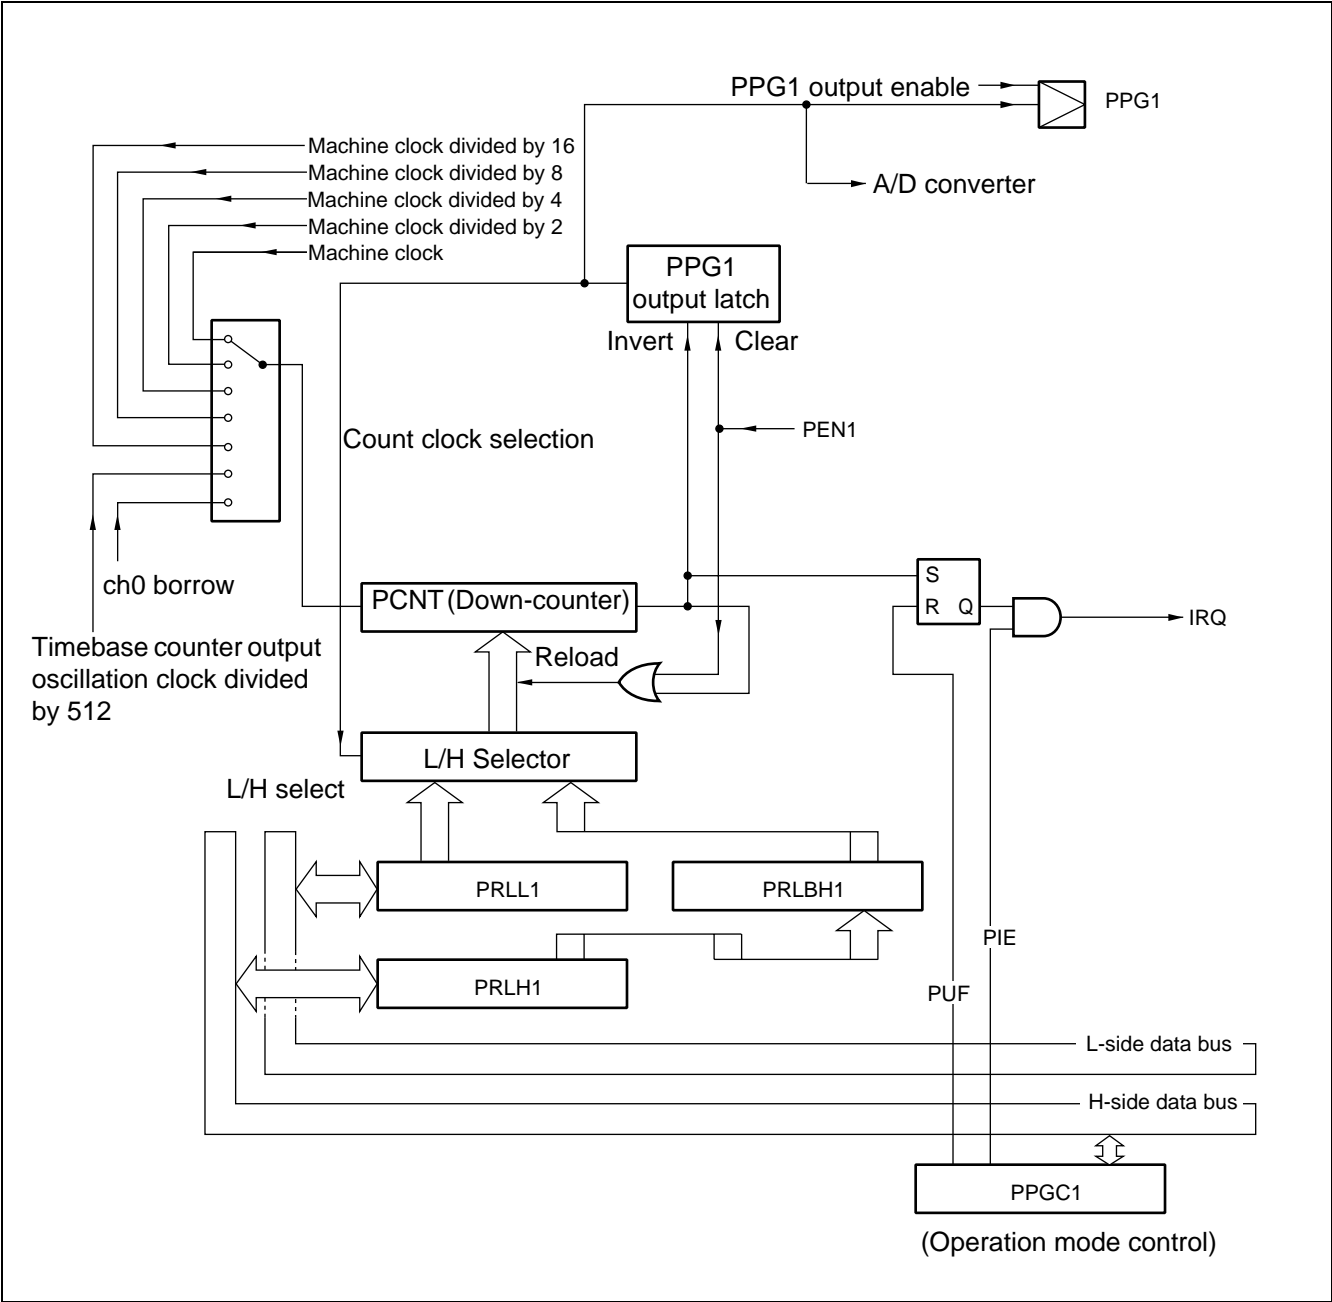 PPG1 output enable
PPG1
A/D converter
Machine clock divided by 16
Machine clock divided by 8
Machine clock divided by 4
Machine clock divided by 2
Machine clock
PPG1
output latch
Invert
Clear
Count clock selection
PEN1
ch0 borrow
Timebase counter output
oscillation clock divided
by 512
PCNT (Down-counter)
S
R Q
IRQ
Reload
L/H Selector
L/H select
PRLL1
PRLBH1
PRLH1
PIE
PUF
L-side data bus
H-side data bus
PPGC1
(Operation mode control)